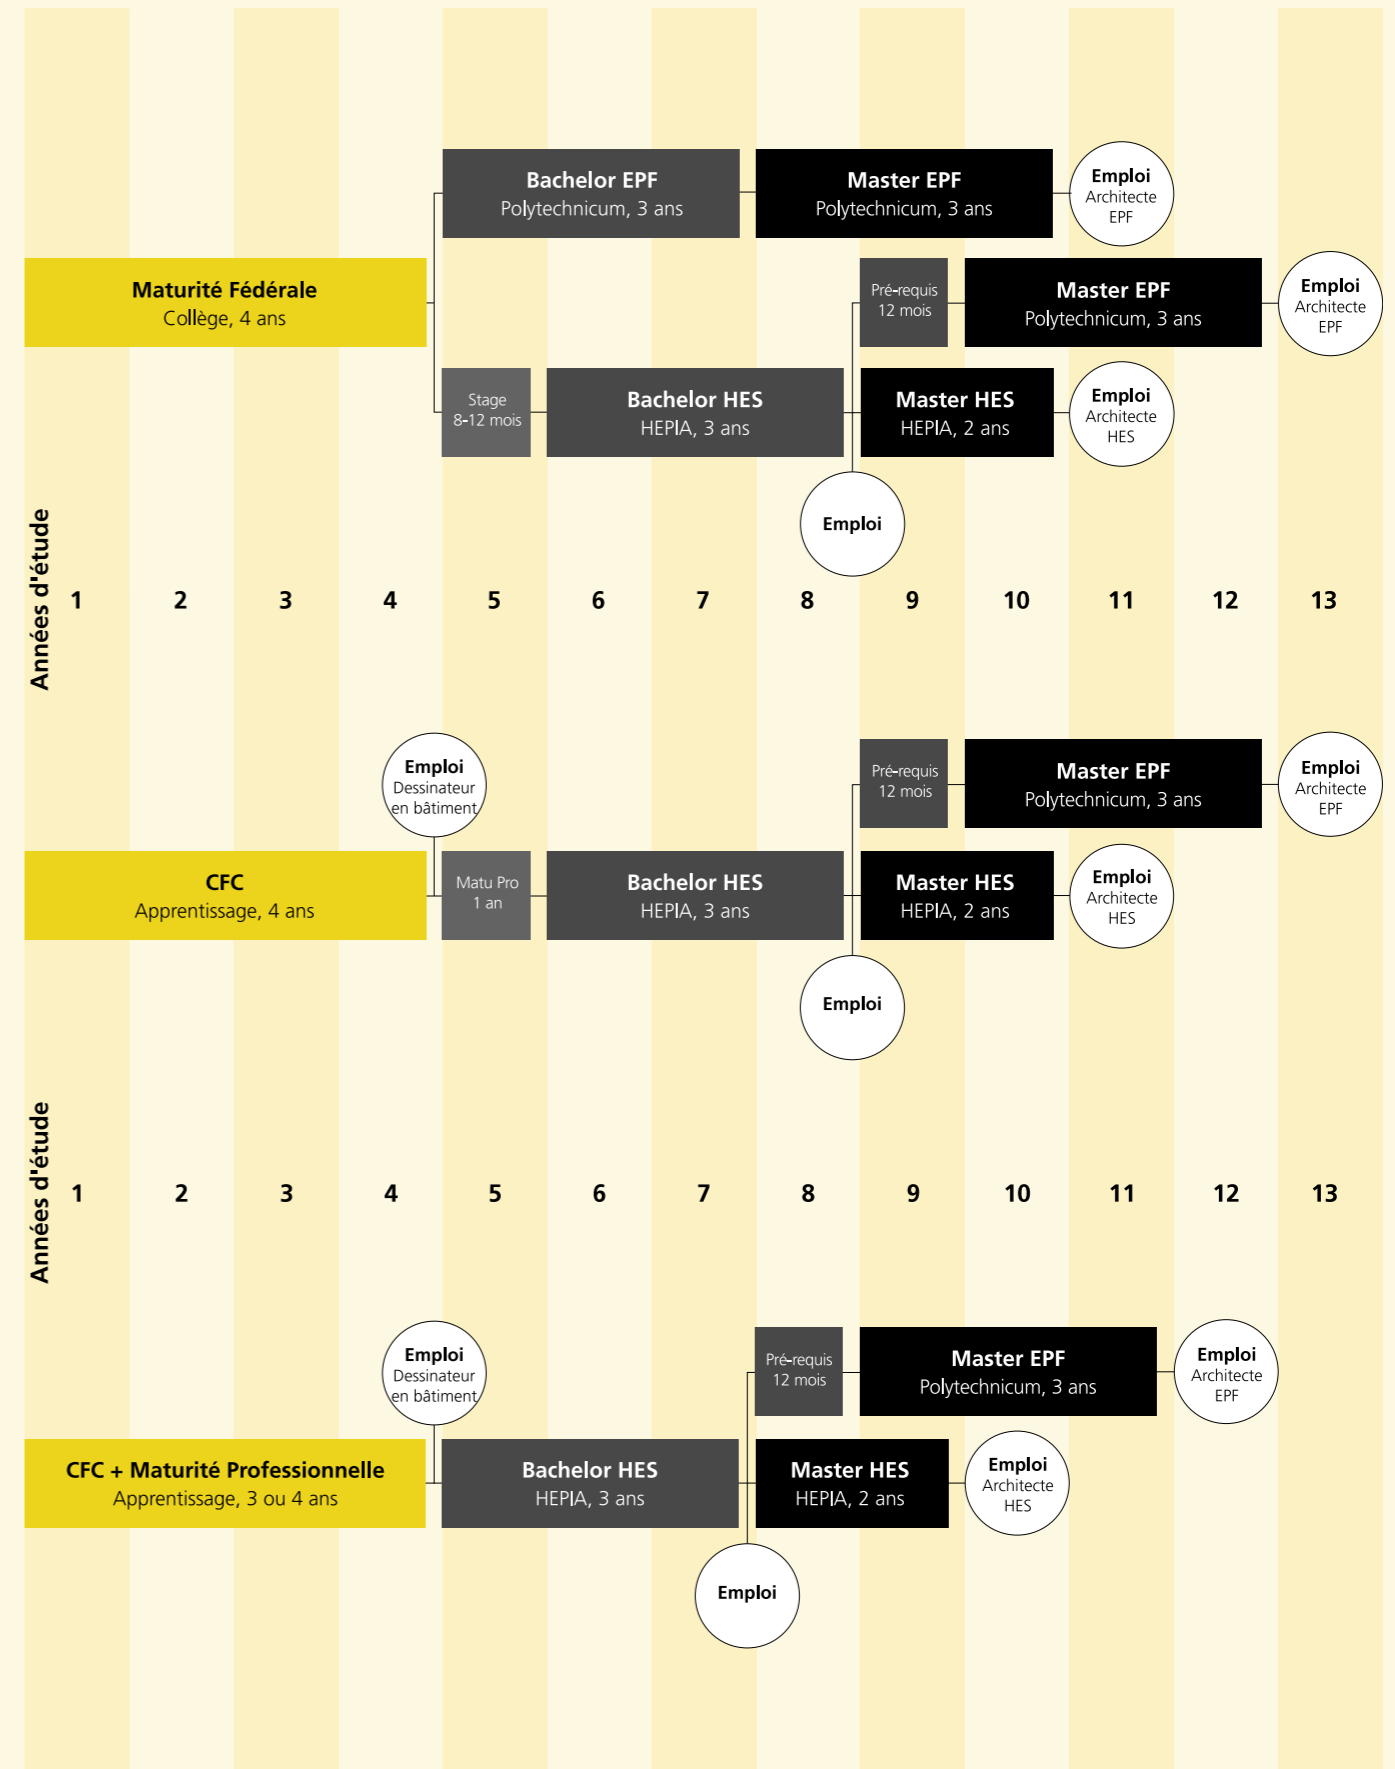 Bachelor EPF
Polytechnicum, 3 ans
Master EPF
Polytechnicum, 3 ans
Emploi
Architecte
EPF
Maturité Fédérale
Collège, 4 ans
Pré-requis
12 mois
Master EPF
Polytechnicum, 3 ans
Emploi
Architecte
EPF
Stage
8-12 mois
Bachelor HES
HEPIA, 3 ans
Master HES
HEPIA, 2 ans
Emploi
Architecte
HES
Emploi
Années d'étude
1 2 3 4 5 6 7 8 9 10 11 12 13
Emploi
Dessinateur
en bâtiment
Pré-requis
12 mois
Master EPF
Polytechnicum, 3 ans
Emploi
Architecte
EPF
CFC
Apprentissage, 4 ans
Matu Pro
1 an
Bachelor HES
HEPIA, 3 ans
Master HES
HEPIA, 2 ans
Emploi
Architecte
HES
Emploi
Années d'étude
1 2 3 4 5 6 7 8 9 10 11 12 13
Emploi
Dessinateur
en bâtiment
Pré-requis
12 mois
Master EPF
Polytechnicum, 3 ans
Emploi
Architecte
EPF
CFC + Maturité Professionnelle
Apprentissage, 3 ou 4 ans
Bachelor HES
HEPIA, 3 ans
Master HES
HEPIA, 2 ans
Emploi
Architecte
HES
Emploi